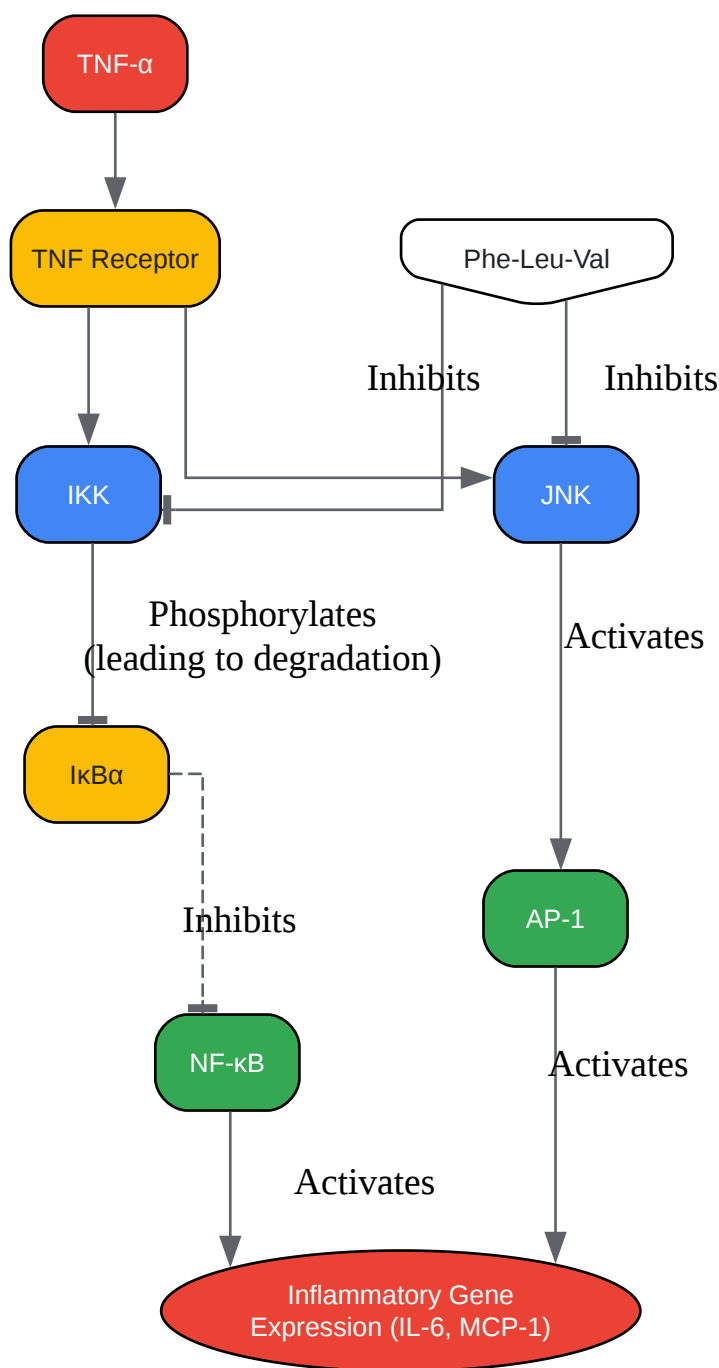 TNF-α
TNF Receptor
Phe-Leu-Val
Inhibits
Inhibits
IKK
JNK
Phosphorylates
(leading to degradation)
Activates
IκBα
Inhibits
AP-1
NF-κB
Activates
Activates
Inflammatory Gene
Expression (IL-6, MCP-1)